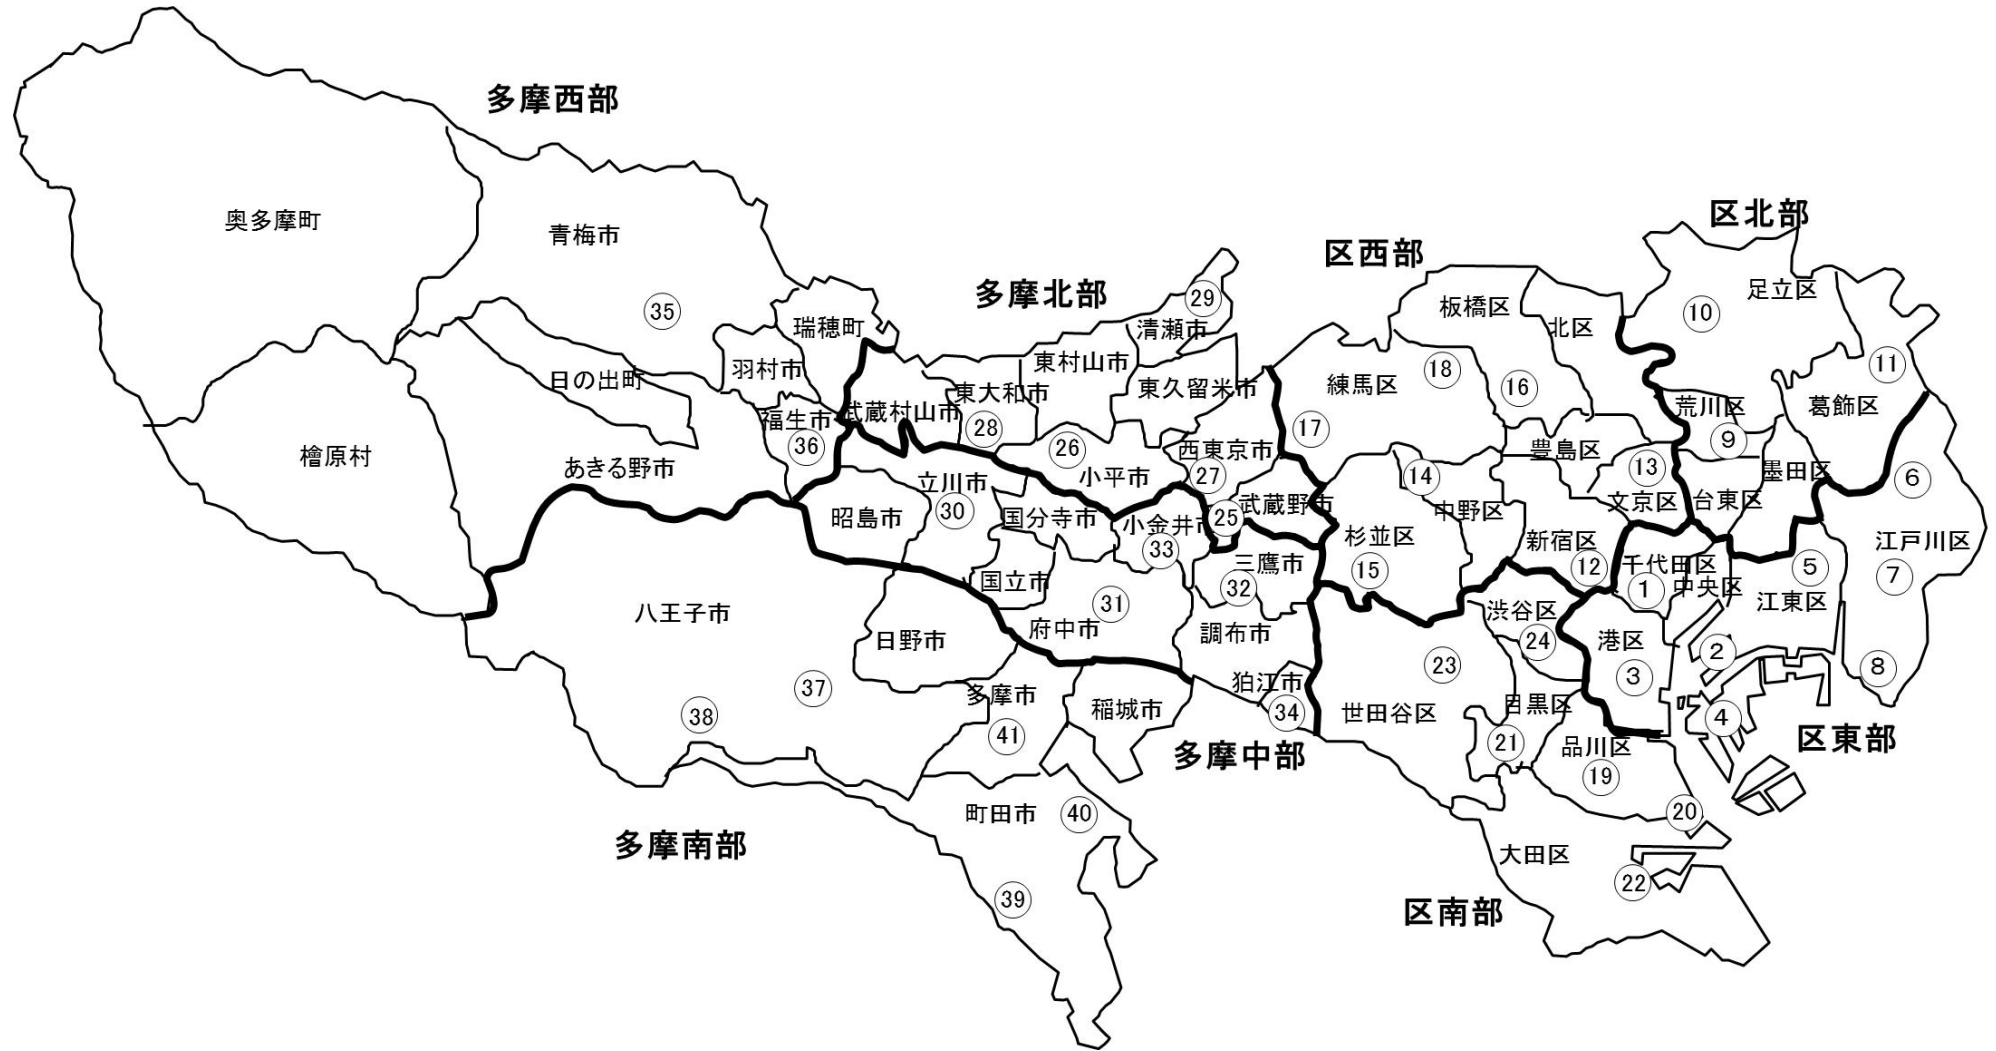 多摩西部
区北部
奥多摩町
青梅市
区西部
多摩北部
足立区
⑩
㉙
板橋区
北区
清瀬市
㉟
瑞穂町
羽村市
東村山市
⑪
日の出町
東大和市
東久留米市
練馬区
⑱
⑯
荒川区
葛飾区
福生市
武蔵村山市
㊱
㉘
㉖
⑰
⑨
檜原村
あきる野市
立川市
小平市
西東京市
㉗
豊島区
⑬
墨田区
⑭
⑥
昭島市
㉚
国分寺市
小金井市
㉝
㉕
武蔵野市
杉並区
中野区
新宿区
文京区
台東区
江戸川区
国立市
三鷹市
㉜
⑮
⑫
千代田区
①
中央区
⑤
⑦
八王子市
日野市
府中市
㉛
調布市
渋谷区
㉔
港区
江東区
②
⑧
㊲
㊳
多摩市
㊶
稲城市
狛江市
㉞
㉓
世田谷区
目黒区
③
④
区東部
多摩中部
㉑
品川区
⑲
⑳
多摩南部
町田市
㊵
大田区
㉒
㊴
区南部